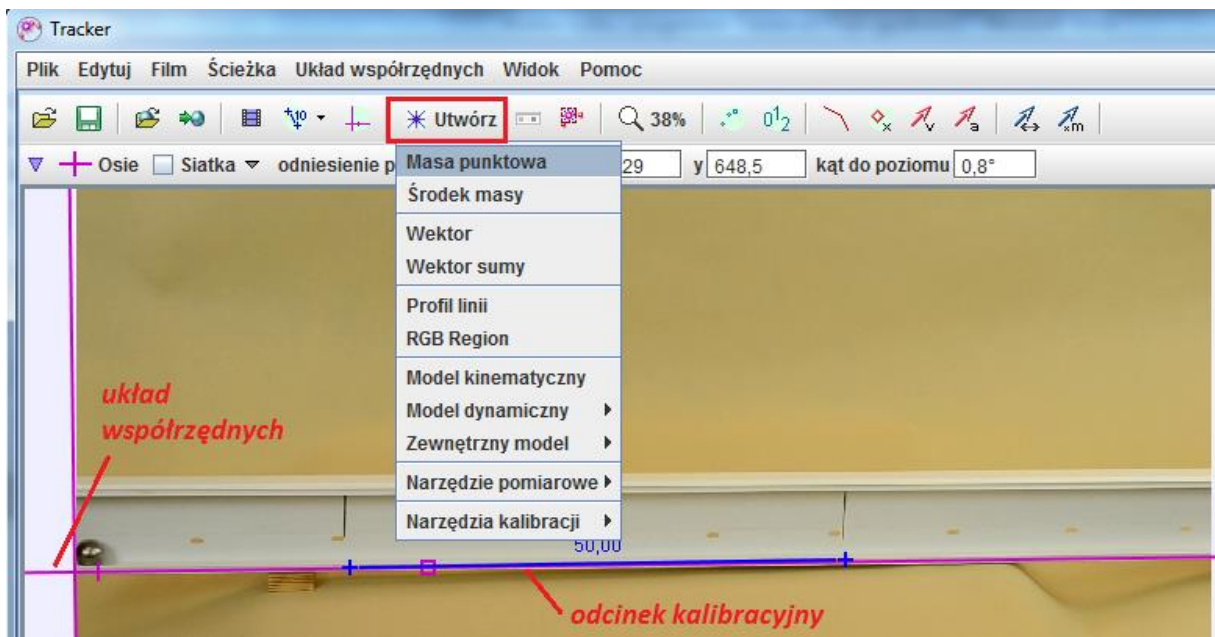 Tracker
Plik Edytuj Film Ścieżka Układ współrzędnych Widok Pomoc
Utwórz 38%
Osie Siatka odniesienie p 29 y 648,5 kąt do poziomu 0,8°
Masa punktowa
Środek masy
Wektor
Wektor sumy
Profil linii
RGB Region
Model kinematyczny
Model dynamiczny
Zewnętrzny model
Narzędzie pomiarowe
Narzędzia kalibracji
układ
współrzędnych
50,00
odcinek kalibracyjny